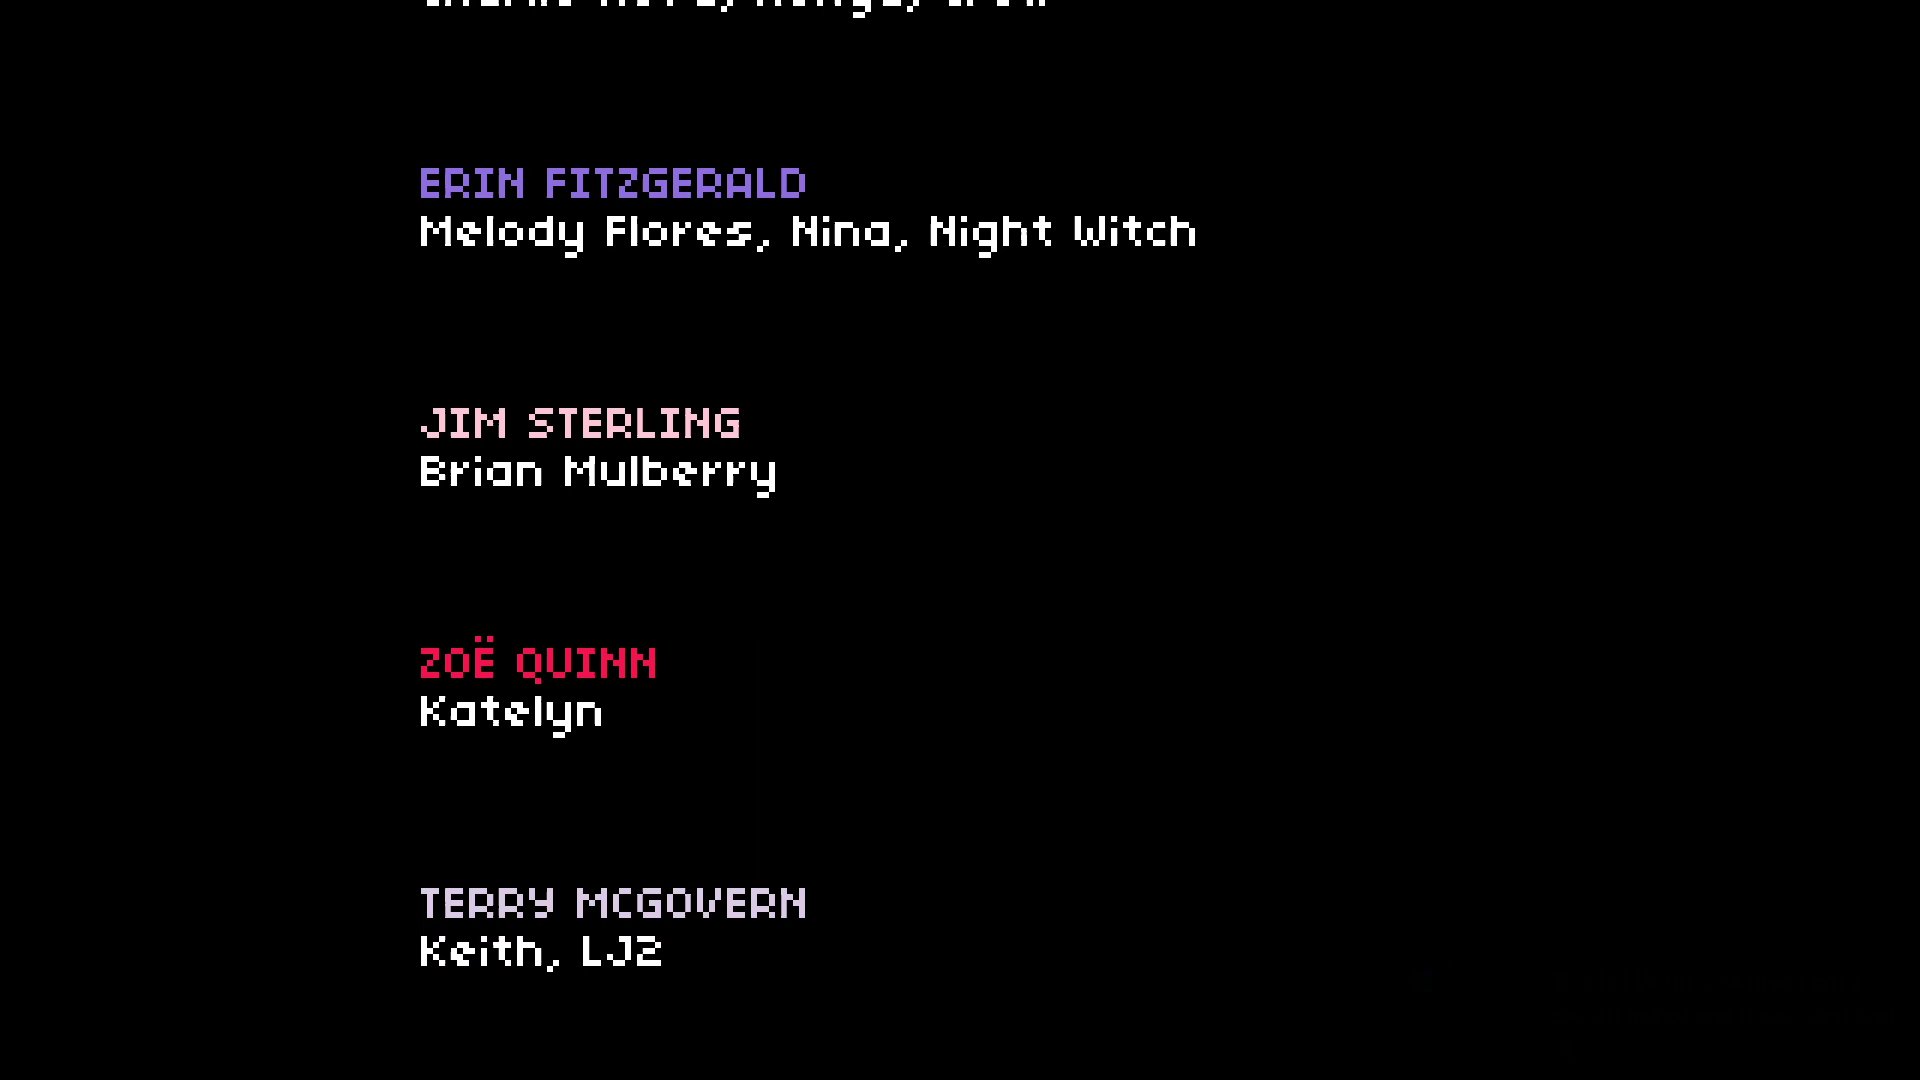 ERIN FITZGERALD
Melody Flores, Nina, Night Witch
JIM STERLING
Brian Mulberry
ZOË QUINN
Katelyn
TERRY MCGOVERN
Keith, LJ2